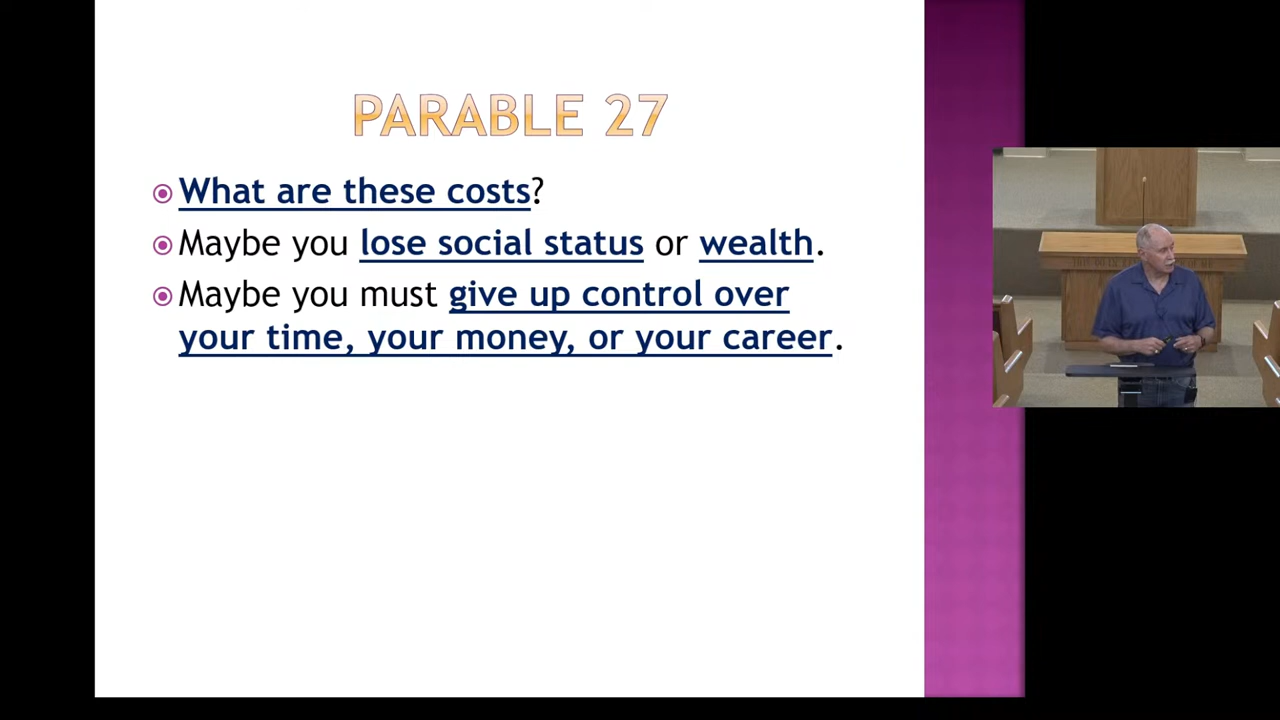 PARABLE 27
What are these costs?
Maybe you lose social status or wealth.
Maybe you must give up control over
your time, your money, or your career.